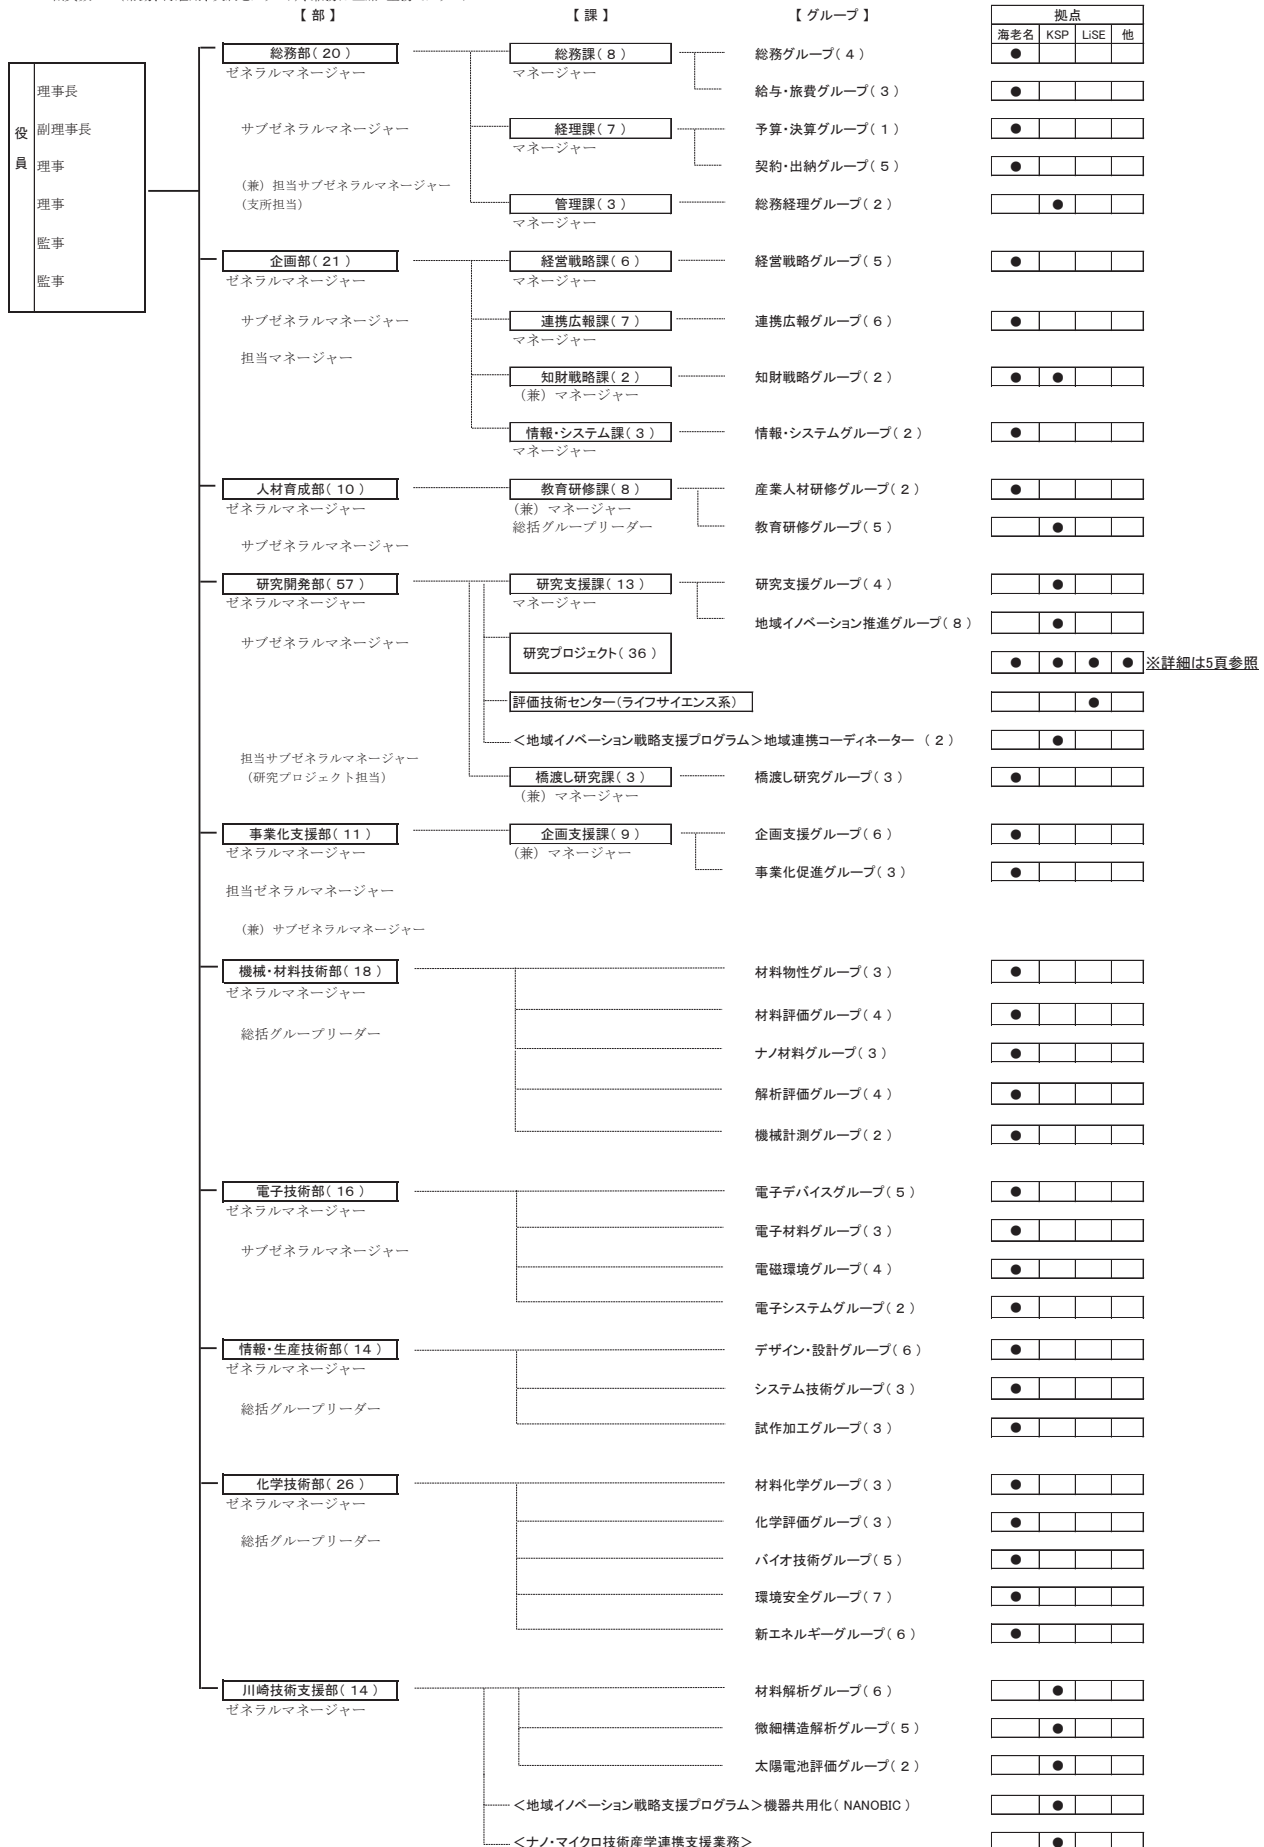 【 部 】 【 課 】 【 グループ 】 拠点
海老名 KSP LiSE 他
役員
理事長
副理事長
理事
理事
監事
監事
総務部( 20 ) 総務課( 8 ) 総務グループ( 4 ) ●
ゼネラルマネージャー マネージャー
給与・旅費グループ( 3 ) ●
サブゼネラルマネージャー 経理課( 7 ) 予算・決算グループ( 1 ) ●
マネージャー
契約・出納グループ( 5 ) ●
(兼) 担当サブゼネラルマネージャー
(支所担当) 管理課( 3 ) 総務経理グループ( 2 ) ●
マネージャー
企画部( 21 ) 経営戦略課( 6 ) 経営戦略グループ( 5 ) ●
ゼネラルマネージャー マネージャー
サブゼネラルマネージャー 連携広報課( 7 ) 連携広報グループ( 6 ) ●
マネージャー
担当マネージャー
知財戦略課( 2 ) 知財戦略グループ( 2 ) ● ●
(兼) マネージャー
情報・システム課( 3 ) 情報・システムグループ( 2 ) ●
マネージャー
人材育成部( 10 ) 教育研修課( 8 ) 産業人材研修グループ( 2 ) ●
ゼネラルマネージャー (兼) マネージャー
総括グループリーダー 教育研修グループ( 5 ) ●
サブゼネラルマネージャー
研究開発部( 57 ) 研究支援課( 13 ) 研究支援グループ( 4 ) ●
ゼネラルマネージャー マネージャー
地域イノベーション推進グループ( 8 ) ●
サブゼネラルマネージャー
研究プロジェクト( 36 ) ● ● ● ● ※詳細は5頁参照
評価技術センター(ライフサイエンス系) ●
<地域イノベーション戦略支援プログラム>地域連携コーディネーター ( 2 ) ●
担当サブゼネラルマネージャー
(研究プロジェクト担当) 橋渡し研究課( 3 ) 橋渡し研究グループ( 3 ) ●
(兼) マネージャー
事業化支援部( 11 ) 企画支援課( 9 ) 企画支援グループ( 6 ) ●
ゼネラルマネージャー (兼) マネージャー
事業化促進グループ( 3 ) ●
担当ゼネラルマネージャー
(兼) サブゼネラルマネージャー
機械・材料技術部( 18 ) 材料物性グループ( 3 ) ●
ゼネラルマネージャー
材料評価グループ( 4 ) ●
総括グループリーダー
ナノ材料グループ( 3 ) ●
解析評価グループ( 4 ) ●
機械計測グループ( 2 ) ●
電子技術部( 16 ) 電子デバイスグループ( 5 ) ●
ゼネラルマネージャー
電子材料グループ( 3 ) ●
サブゼネラルマネージャー
電磁環境グループ( 4 ) ●
電子システムグループ( 2 ) ●
情報・生産技術部( 14 ) デザイン・設計グループ( 6 ) ●
ゼネラルマネージャー
システム技術グループ( 3 ) ●
総括グループリーダー
試作加工グループ( 3 ) ●
化学技術部( 26 ) 材料化学グループ( 3 ) ●
ゼネラルマネージャー
化学評価グループ( 3 ) ●
総括グループリーダー
バイオ技術グループ( 5 ) ●
環境安全グループ( 7 ) ●
新エネルギーグループ( 6 ) ●
川崎技術支援部( 14 ) 材料解析グループ( 6 ) ●
ゼネラルマネージャー
微細構造解析グループ( 5 ) ●
太陽電池評価グループ( 2 ) ●
<地域イノベーション戦略支援プログラム>機器共用化( NANOBIC ) ●
<ナノ・マイクロ技術産学連携支援業務> ●